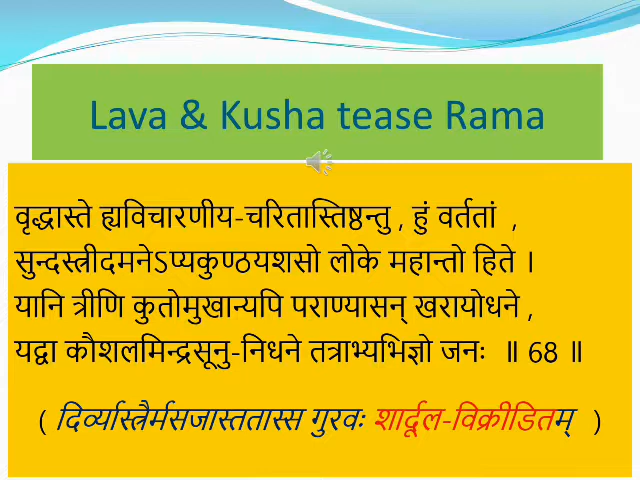 Lava & Kusha tease Rama
वृद्धास्ते ह्यविचारणीय-चरितास्तिष्ठन्तु , हुं वर्ततां ,
सुन्दस्त्रीदमनेऽप्यकुण्ठयशसो लोके महान्तो हिते ।
यानि त्रीणि कुतोमुखान्यपि पराण्यासन् खरायोधने ,
यद्वा कौशलमिन्द्रसूनु-निधने तत्राभ्यभिज्ञो जनः ॥ 68 ॥
( दिर्व्यास्त्रैर्मसजास्ततास्स गुरवः शार्दूल-विक्रीडितम् )